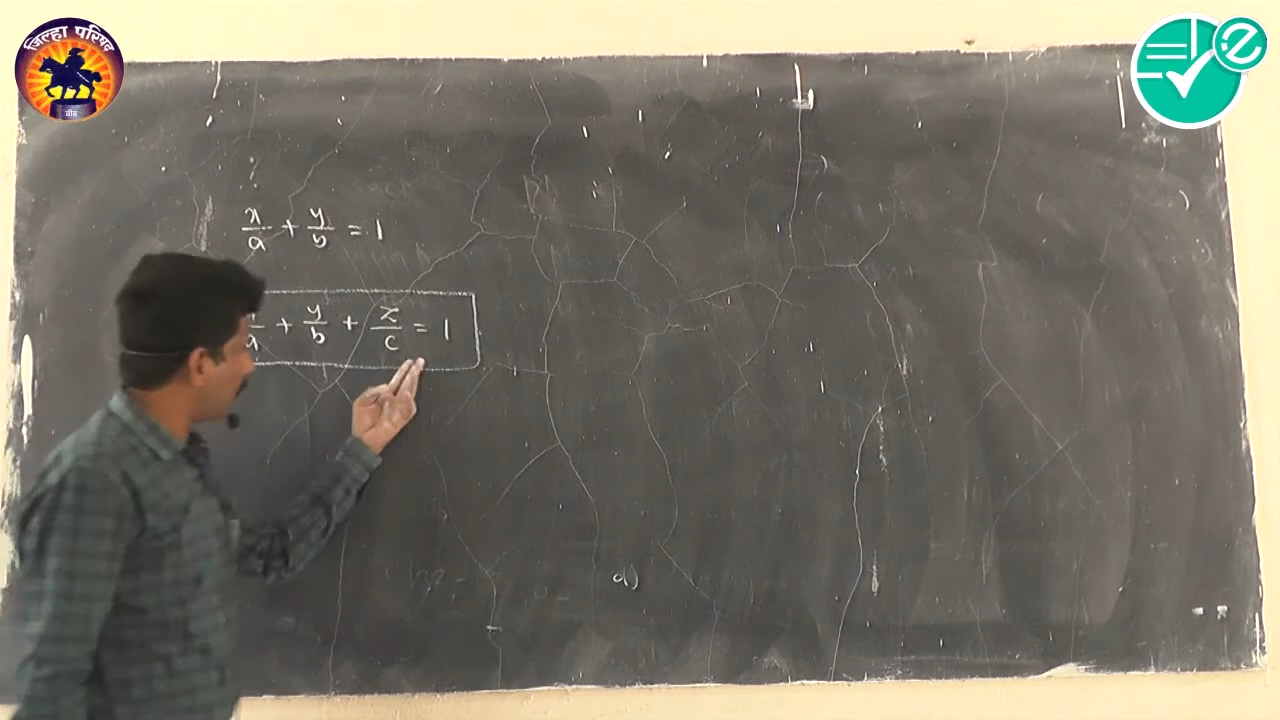 जिल्हा परिषद
बीड
x/a + y/b = 1
/a + y/b + z/c = 1
a)